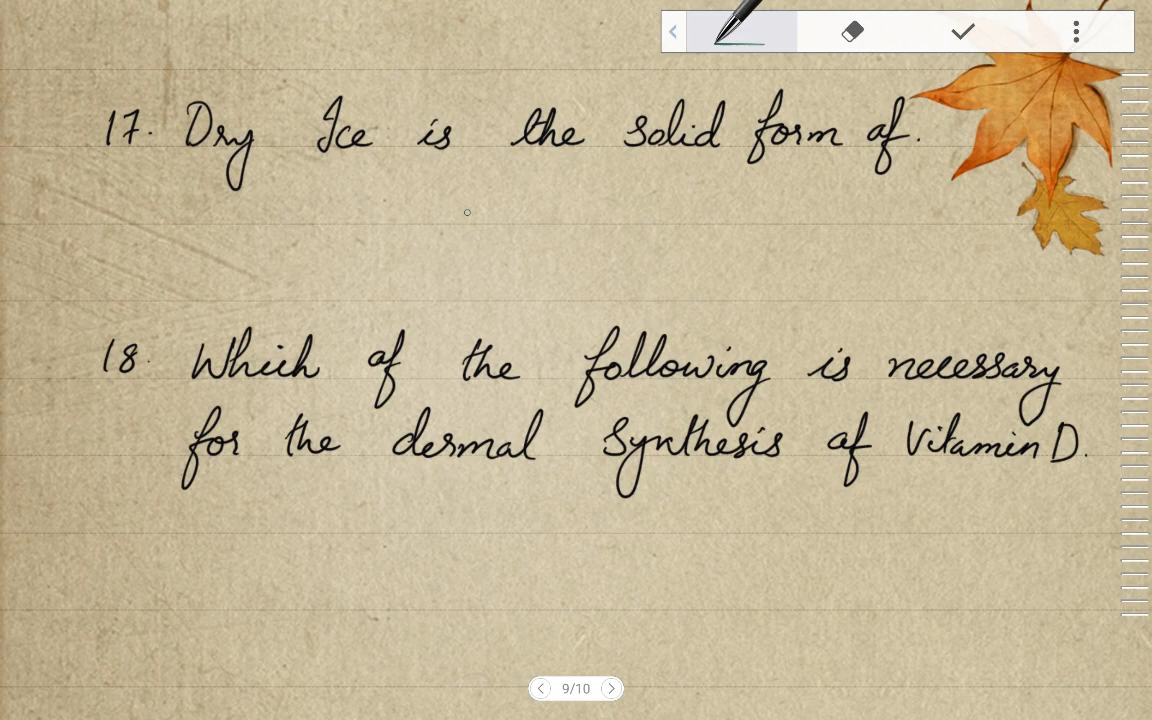 17. Dry Ice is the solid form of.
18. Which of the following is necessary
for the dermal Synthesis of Vitamin D.
9/10